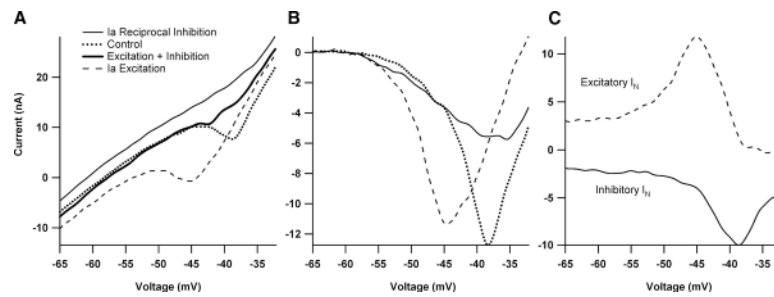 A
Ia Reciprocal Inhibition
Control
Excitation + Inhibition
Ia Excitation
Current (nA)
20
10
0
-10
-65 -60 -55 -50 -45 -40 -35
Voltage (mV)
B
0
-2
-4
-6
-8
-10
-12
-65 -60 -55 -50 -45 -40 -35
Voltage (mV)
C
10
5
0
-5
-10
Excitatory I_N
Inhibitory I_N
-65 -60 -55 -50 -45 -40 -35
Voltage (mV)